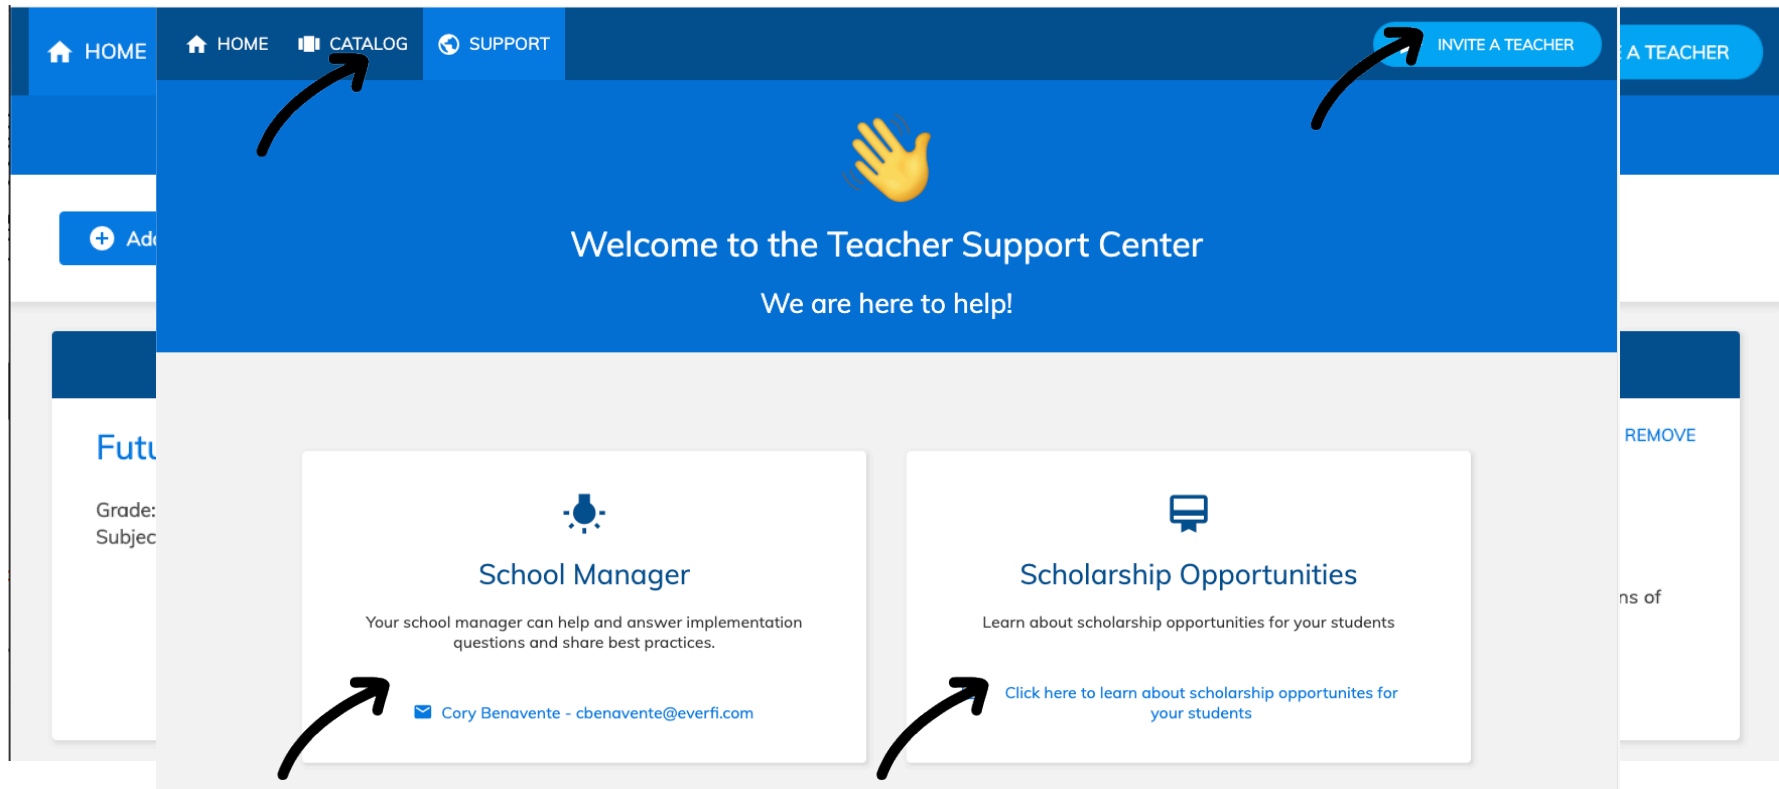 HOME
HOME CATALOG SUPPORT INVITE A TEACHER
A TEACHER
Welcome to the Teacher Support Center
We are here to help!
REMOVE
Grade:
School Manager
Your school manager can help and answer implementation
questions and share best practices.
Cory Benavente - cbenavente@everfi.com
Scholarship Opportunities
Learn about scholarship opportunities for your students
Click here to learn about scholarship opportunites for
your students
of